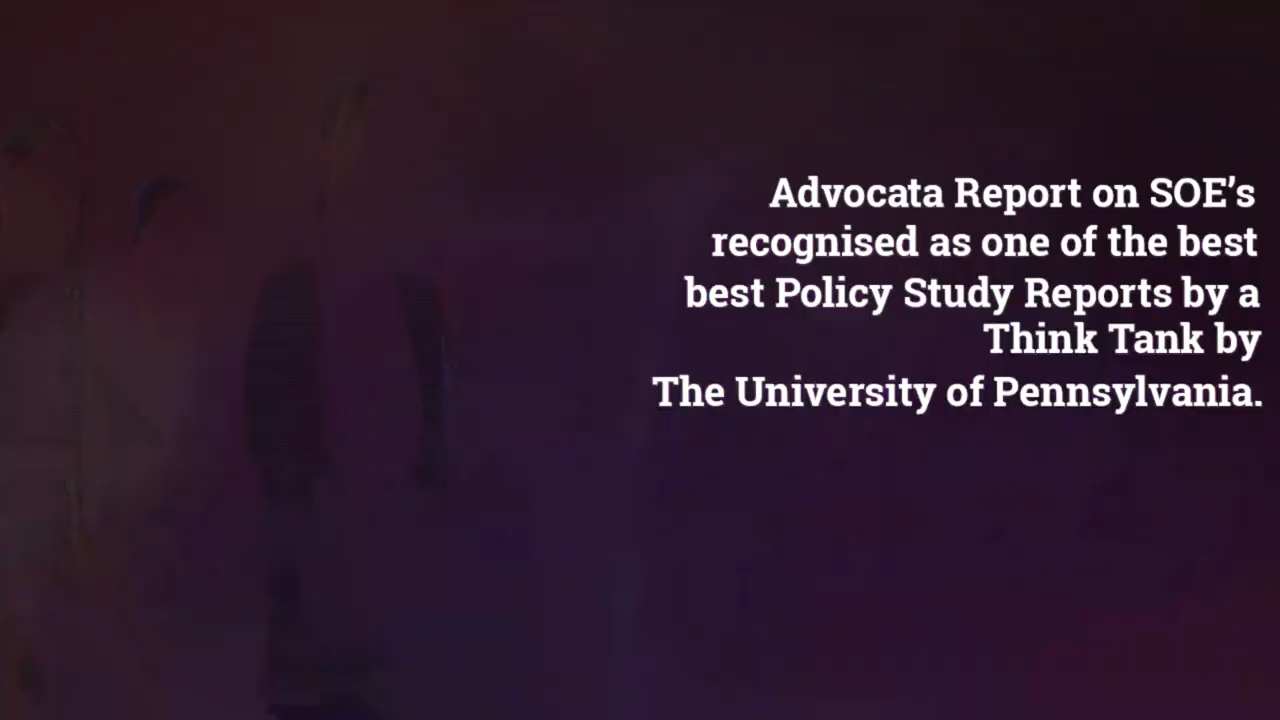 Advocata Report on SOE’s
recognised as one of the best
best Policy Study Reports by a
Think Tank by
The University of Pennsylvania.